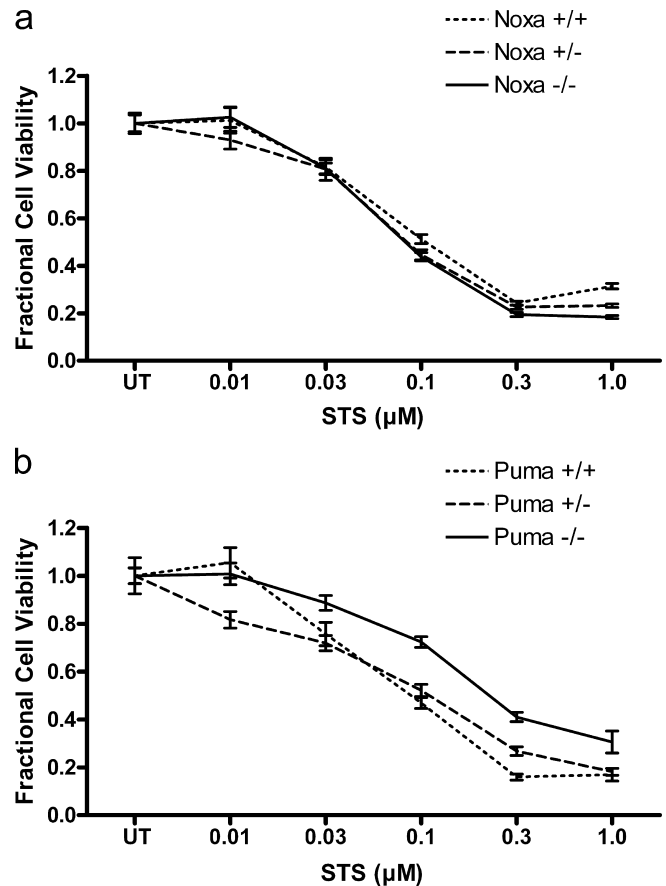 a
Noxa +/+
Noxa +/-
Noxa -/-
Fractional Cell Viability
1.2
1.0
0.8
0.6
0.4
0.2
0.0
UT 0.01 0.03 0.1 0.3 1.0
STS (µM)
b
Puma +/+
Puma +/-
Puma -/-
Fractional Cell Viability
1.2
1.0
0.8
0.6
0.4
0.2
0.0
UT 0.01 0.03 0.1 0.3 1.0
STS (µM)